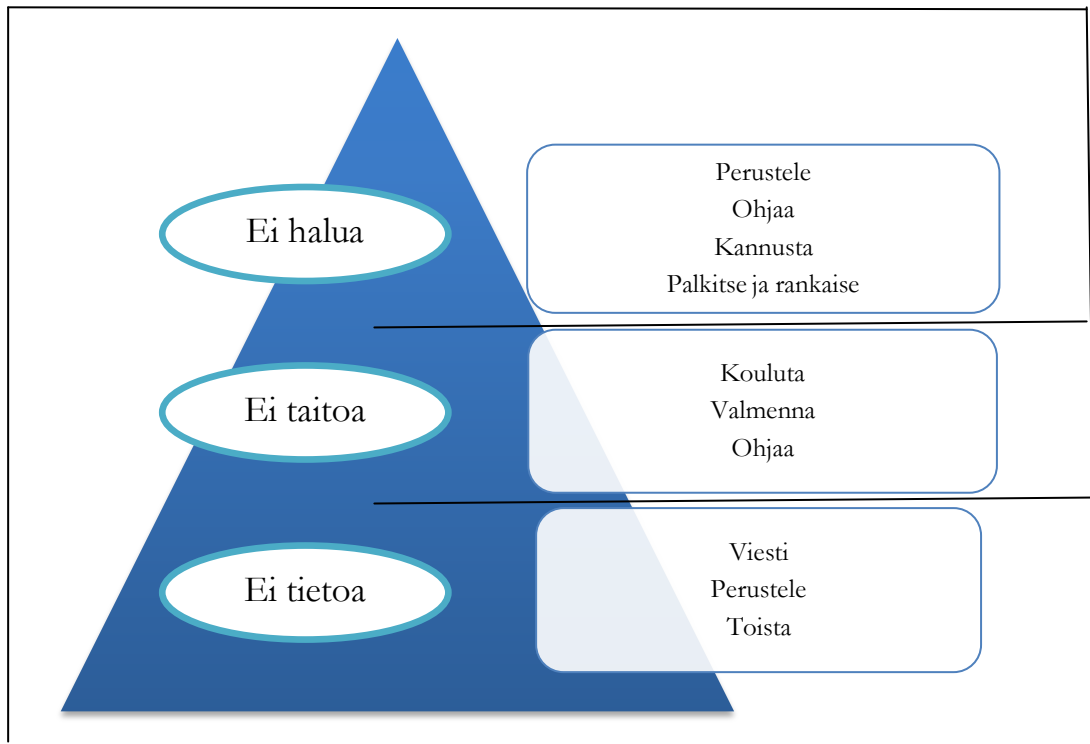 Ei halua
Perustele
Ohjaa
Kannusta
Palkitse ja rankaise
Ei taitoa
Kouluta
Valmenna
Ohjaa
Ei tietoa
Viesti
Perustele
Toista